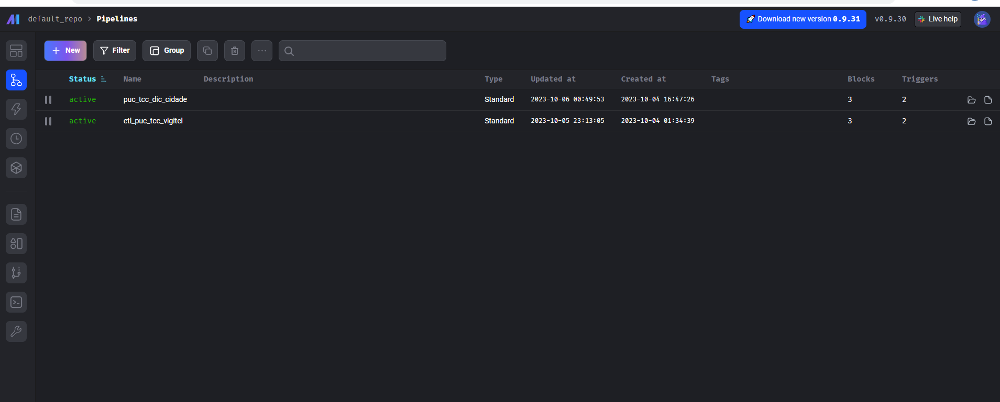 default_repo > Pipelines
Download new version 0.9.31 v0.9.30 Live help
New Filter Group
Status Name Description Type Updated at Created at Tags Blocks Triggers
active puc_tcc_dic_cidade Standard 2023-10-06 00:49:53 2023-10-04 16:47:26 3 2
active etl_puc_tcc_vigitel Standard 2023-10-05 23:13:05 2023-10-04 01:34:39 3 2